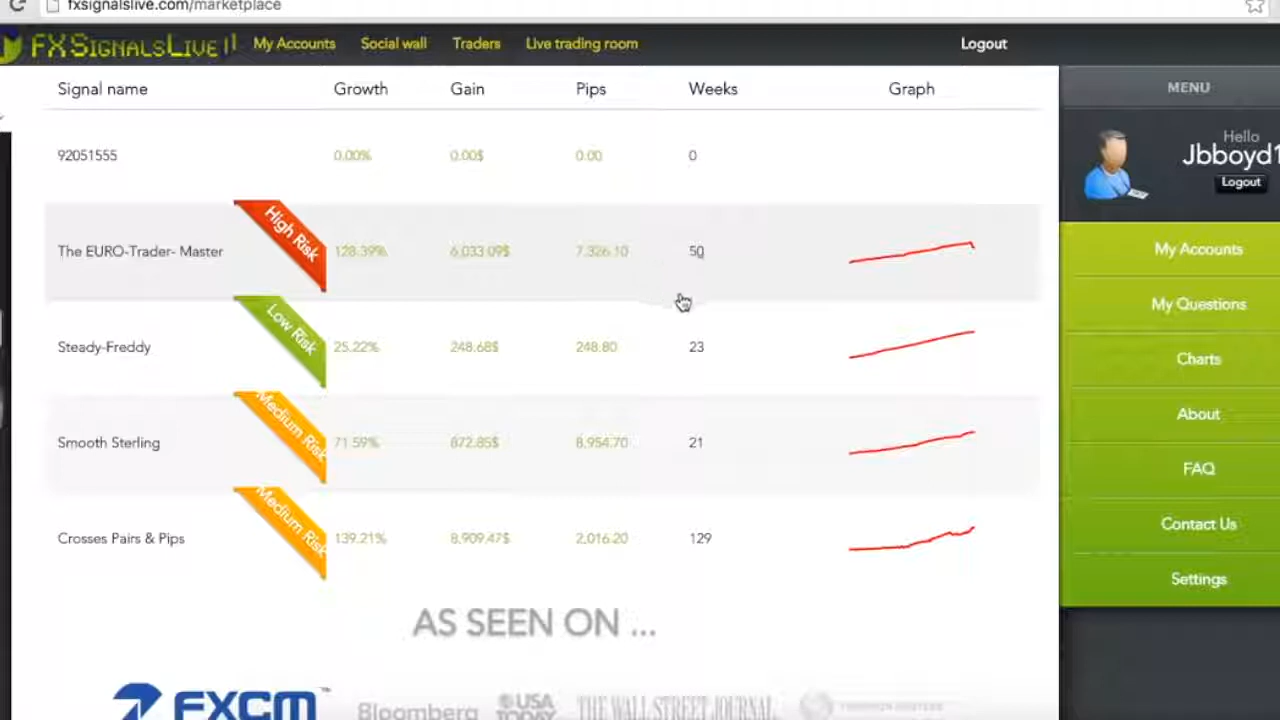 fxsignalslive.com/marketplace
FXSIGNALSLIVE My Accounts Social wall Traders Live trading room Logout
Signal name Growth Gain Pips Weeks Graph
MENU
Hello
Jbboyd1
Logout
92051555 0.00% 0.00$ 0.00 0
High Risk
The EURO-Trader- Master 128.39% 6,033.09$ 7,326.10 50
Low Risk
Steady-Freddy 25.22% 248.68$ 248.80 23
Medium Risk
Smooth Sterling 71.59% 872.85$ 8,954.70 21
Medium Risk
Crosses Pairs & Pips 139.21% 8,909.47$ 2,016.20 129
My Accounts
My Questions
Charts
About
FAQ
Contact Us
Settings
AS SEEN ON ...
FXCM™ Bloomberg USA TODAY THE WALL STREET JOURNAL